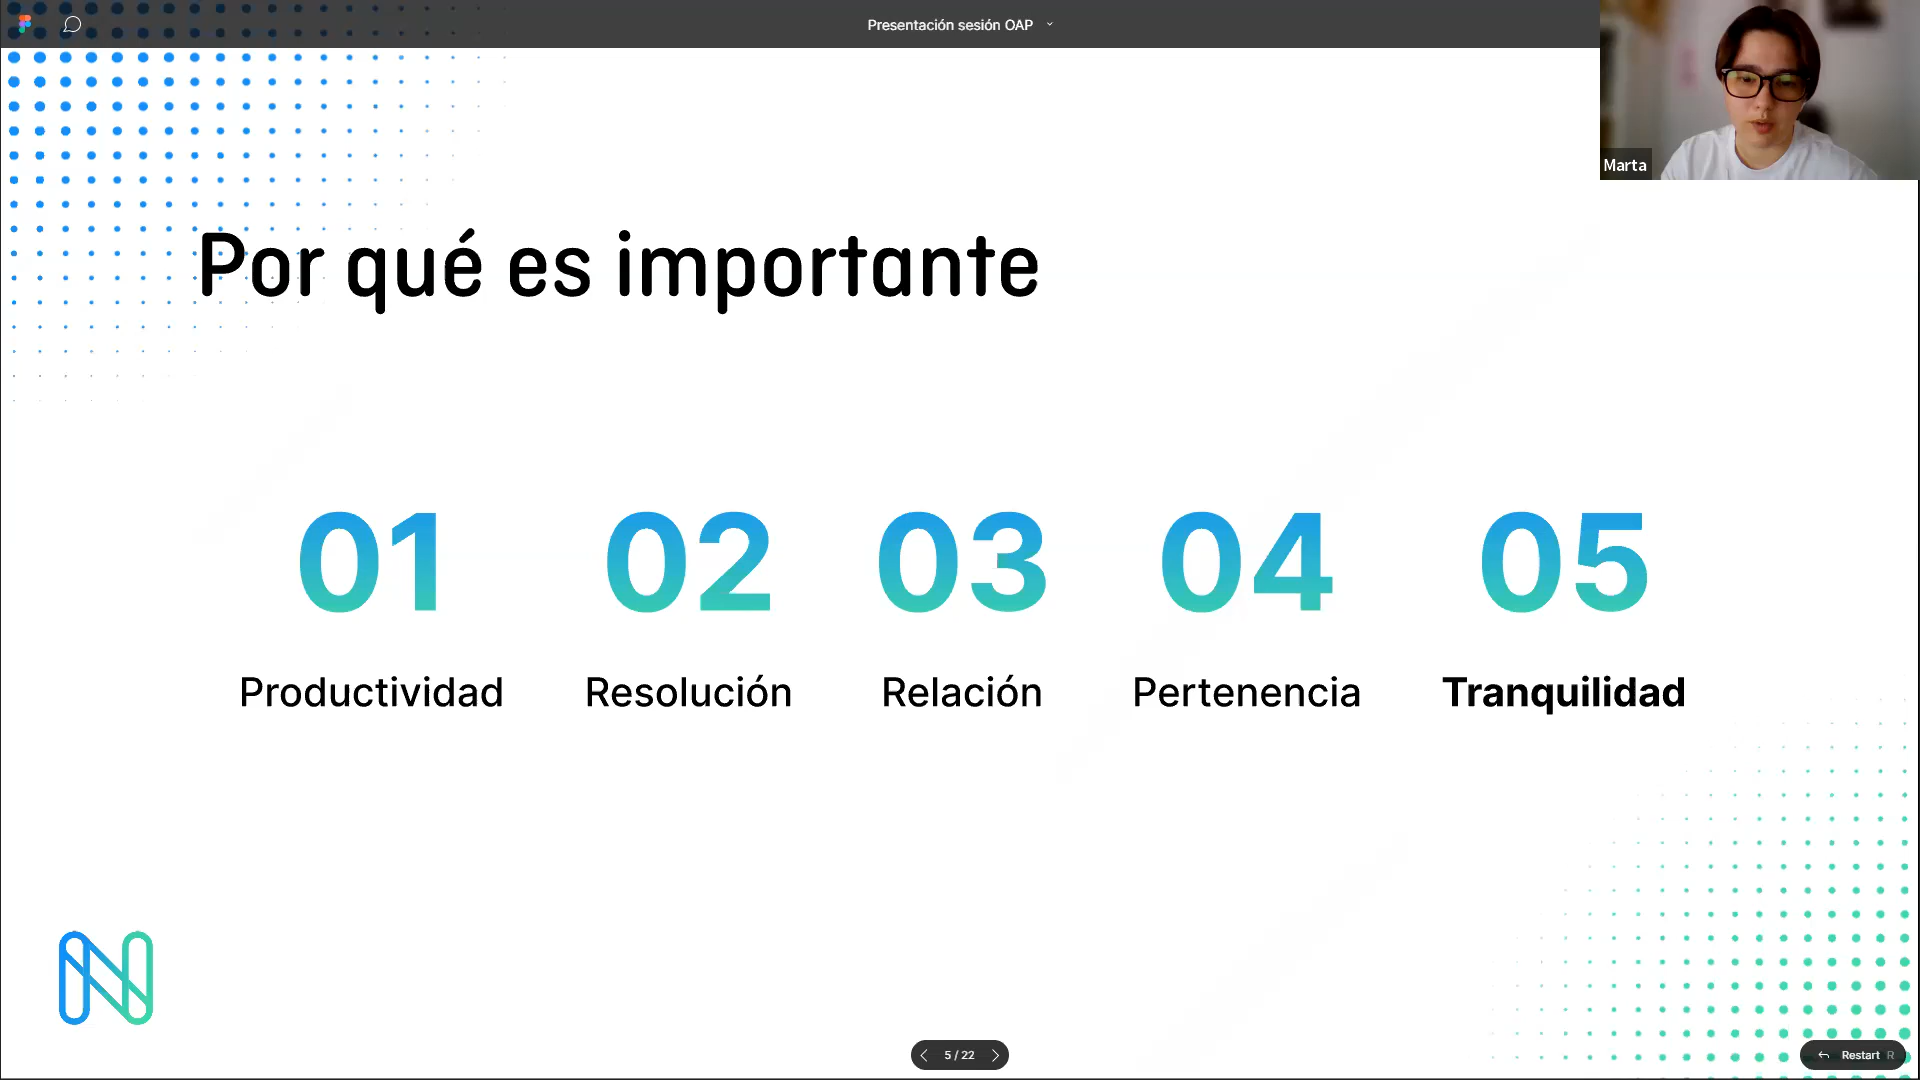 Presentación sesión OAP
Marta
Por qué es importante
01 02 03 04 05
Productividad Resolución Relación Pertenencia Tranquilidad
5 / 22
Restart R